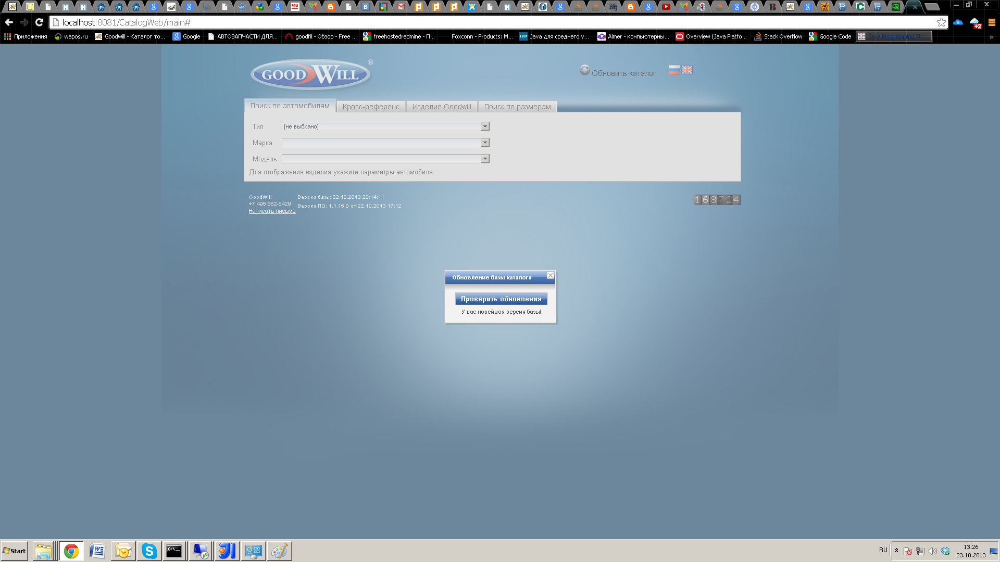 localhost:8081/CatalogWeb/main#
Приложения
wapos.ru
Goodwill - Каталог то...
Google
АВТОЗАПЧАСТИ ДЛЯ...
goodfil - Обзор - Free ...
freehostedredmine - П...
Foxconn - Products: M...
Java для среднего у...
Almer - компьютерны...
Overview (Java Platfo...
Stack Overflow
Google Code
Java Programming Sty...
GOODWILL®
Обновить каталог
Поиск по автомобилям
Кросс-референс
Изделие Goodwill
Поиск по размерам
Тип [не выбрано]
Марка
Модель
Для отображения изделия укажите параметры автомобиля.
GoodWill
+7 495 662-8429
Написать письмо
Версия базы: 22.10.2013 22:14:11
Версия ПО: 1.1.15.0 от 22.10.2013 17:12
168724
Обновление базы каталога
Проверить обновления
У вас новейшая версия базы!
Start
RU
13:26
23.10.2013